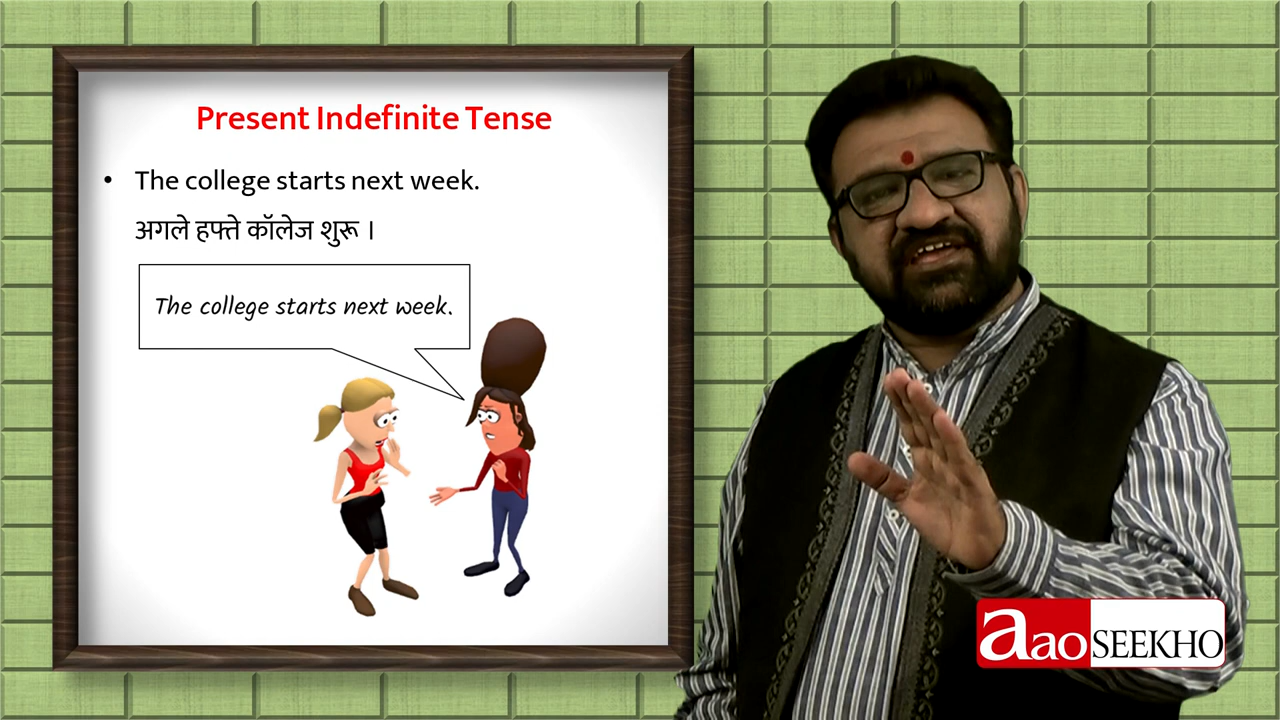 Present Indefinite Tense
• The college starts next week.
अगले हफ्ते कॉलेज शुरू ।
The college starts next week.
aao SEEKHO